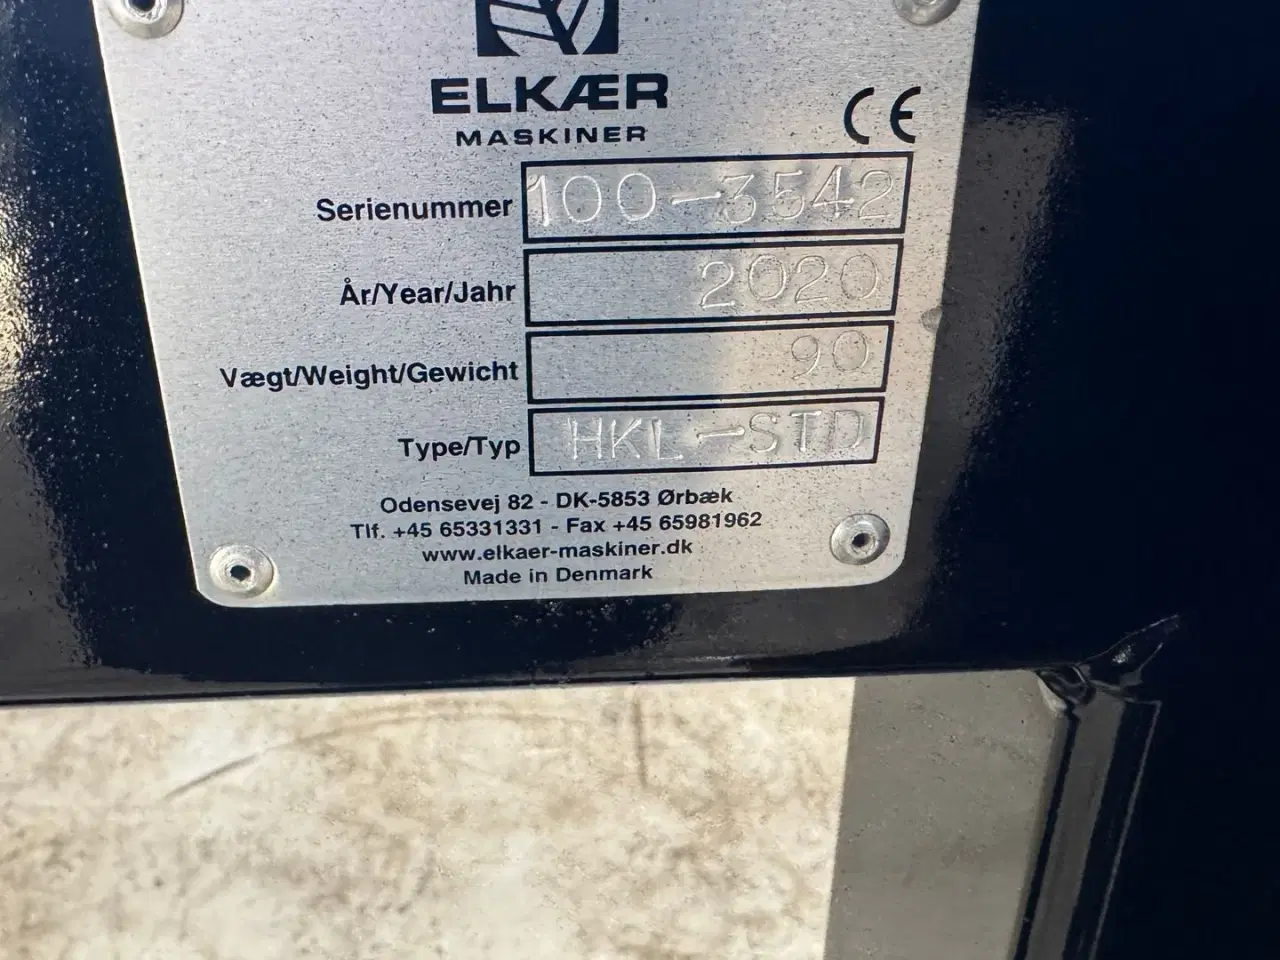 ELKÆR
MASKINER
CE
Serienummer 100-3542
År/Year/Jahr 2020
Vægt/Weight/Gewicht 90
Type/Typ HKL-STD
Odensevej 82 - DK-5853 Ørbæk
Tlf. +45 65331331 - Fax +45 65981962
www.elkaer-maskiner.dk
Made in Denmark